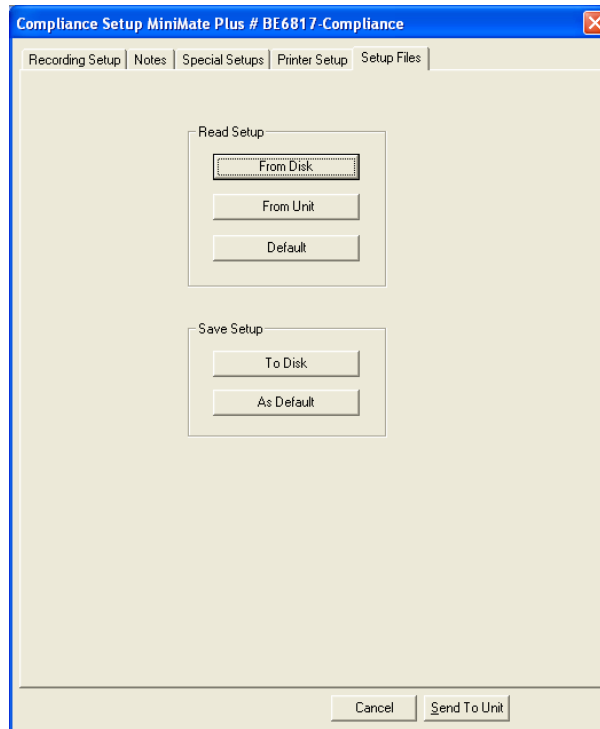 Compliance Setup MiniMate Plus # BE6817-Compliance
Recording Setup Notes Special Setups Printer Setup Setup Files
Read Setup
From Disk
From Unit
Default
Save Setup
To Disk
As Default
Cancel Send To Unit